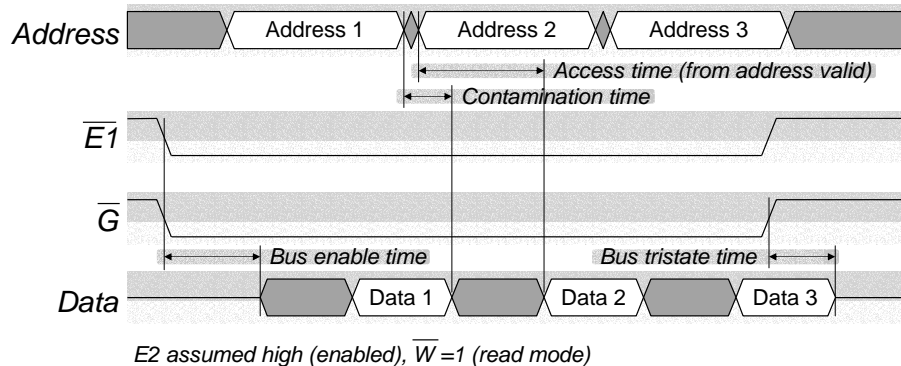 Address Address 1 Address 2 Address 3
Access time (from address valid)
Contamination time
E1
G
Bus enable time Bus tristate time
Data Data 1 Data 2 Data 3
E2 assumed high (enabled), W =1 (read mode)